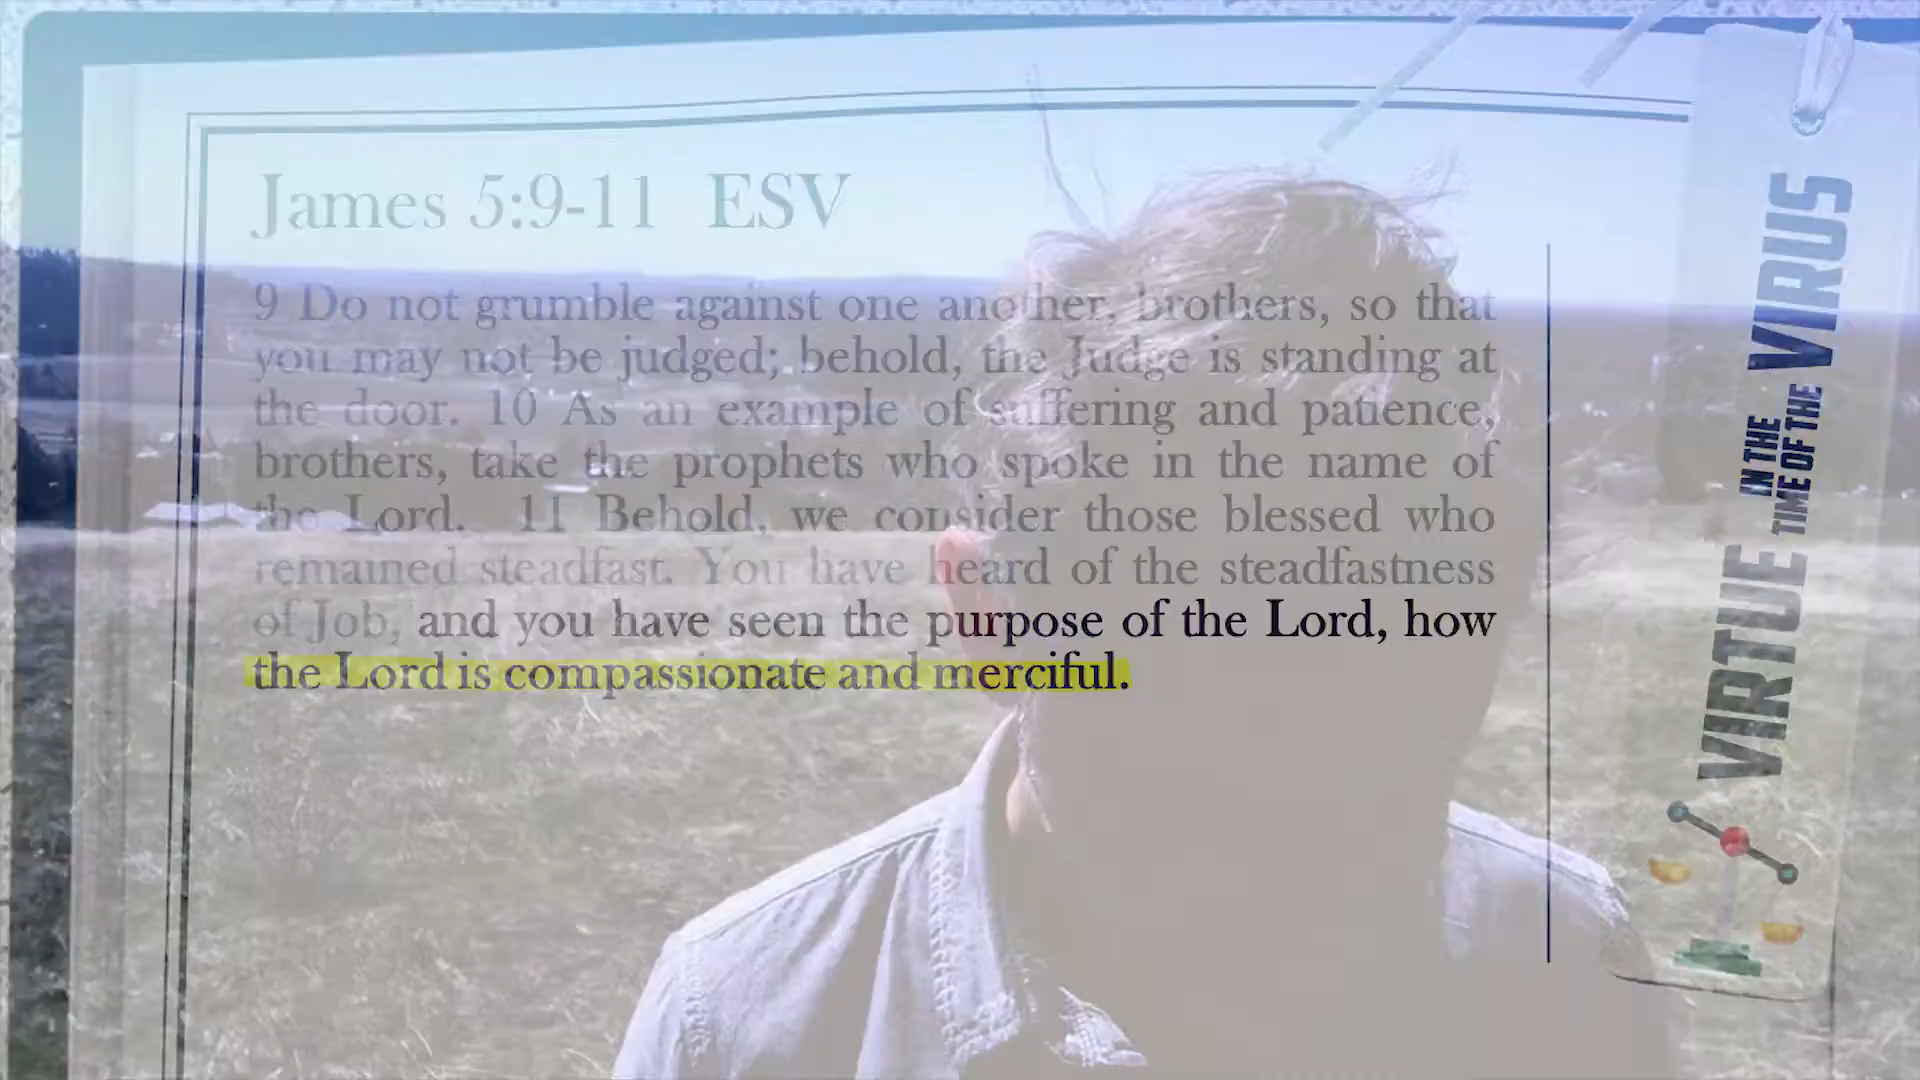 James 5:9-11 ESV
9 Do not grumble against one another, brothers, so that
you may not be judged; behold, the Judge is standing at
the door. 10 As an example of suffering and patience,
brothers, take the prophets who spoke in the name of
the Lord. 11 Behold, we consider those blessed who
remained steadfast. You have heard of the steadfastness
of Job, and you have seen the purpose of the Lord, how
the Lord is compassionate and merciful.
VIRTUE
IN THE
TIME OF THE
VIRUS